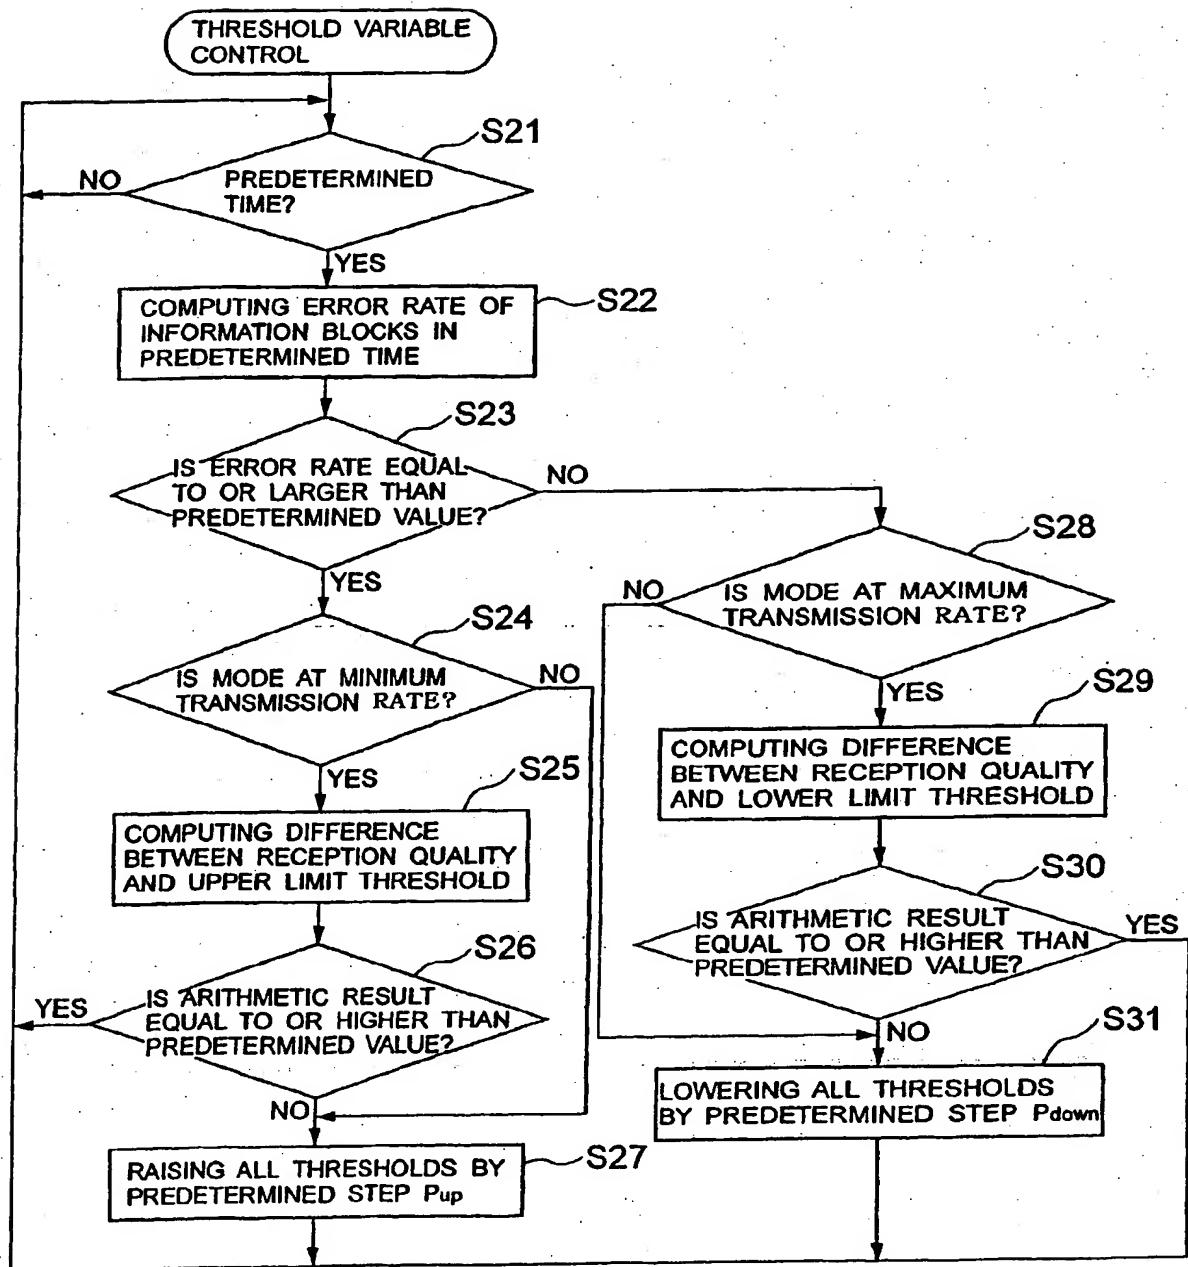 THRESHOLD VARIABLE
CONTROL
S21
NO
PREDETERMINED
TIME?
YES
S22
COMPUTING ERROR RATE OF
INFORMATION BLOCKS IN
PREDETERMINED TIME
S23
IS ERROR RATE EQUAL
TO OR LARGER THAN
PREDETERMINED VALUE?
NO
YES
S24
IS MODE AT MINIMUM
TRANSMISSION RATE?
NO
YES
S25
COMPUTING DIFFERENCE
BETWEEN RECEPTION QUALITY
AND UPPER LIMIT THRESHOLD
S26
YES
IS ARITHMETIC RESULT
EQUAL TO OR HIGHER THAN
PREDETERMINED VALUE?
NO
S27
RAISING ALL THRESHOLDS BY
PREDETERMINED STEP Pup
S28
NO
IS MODE AT MAXIMUM
TRANSMISSION RATE?
YES
S29
COMPUTING DIFFERENCE
BETWEEN RECEPTION QUALITY
AND LOWER LIMIT THRESHOLD
S30
IS ARITHMETIC RESULT
EQUAL TO OR HIGHER THAN
PREDETERMINED VALUE?
YES
NO
S31
LOWERING ALL THRESHOLDS
BY PREDETERMINED STEP Pdown